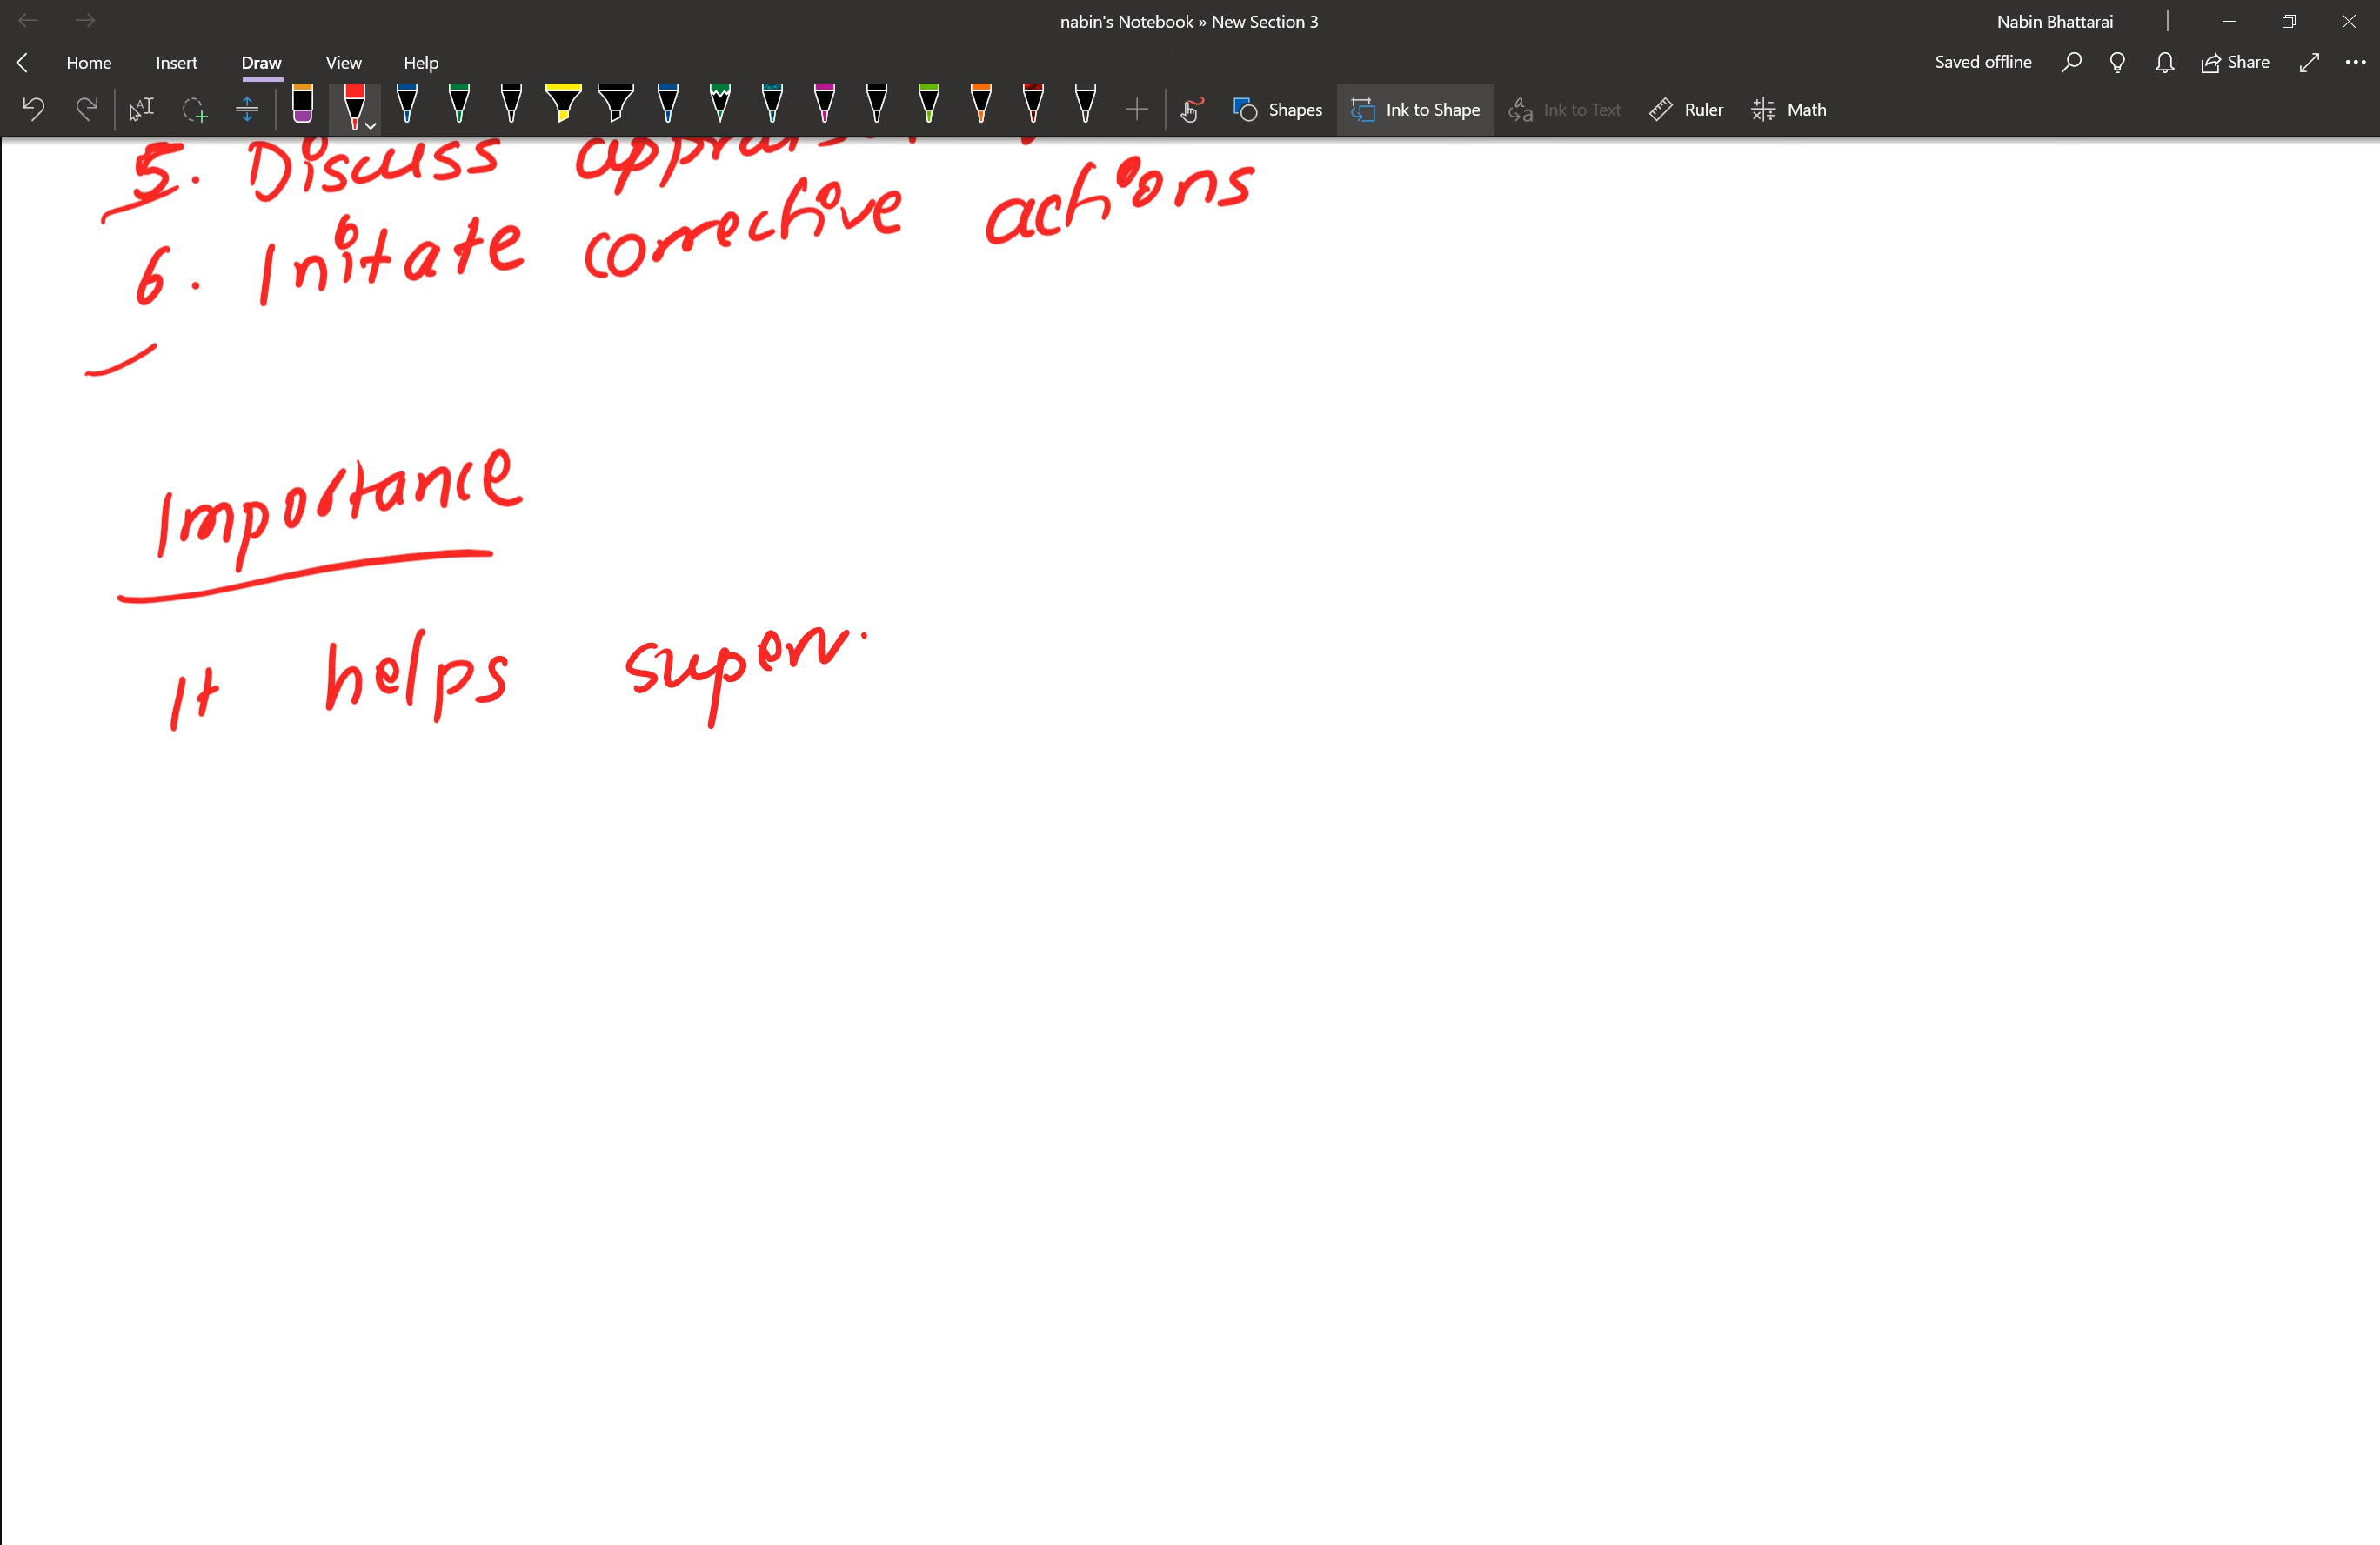 nabin's Notebook » New Section 3
Nabin Bhattarai
Home Insert Draw View Help
Saved offline
Share
Shapes
Ink to Shape
Ink to Text
Ruler
Math
5. Discuss
6. Initate corrective actions
Importance
It helps superv.